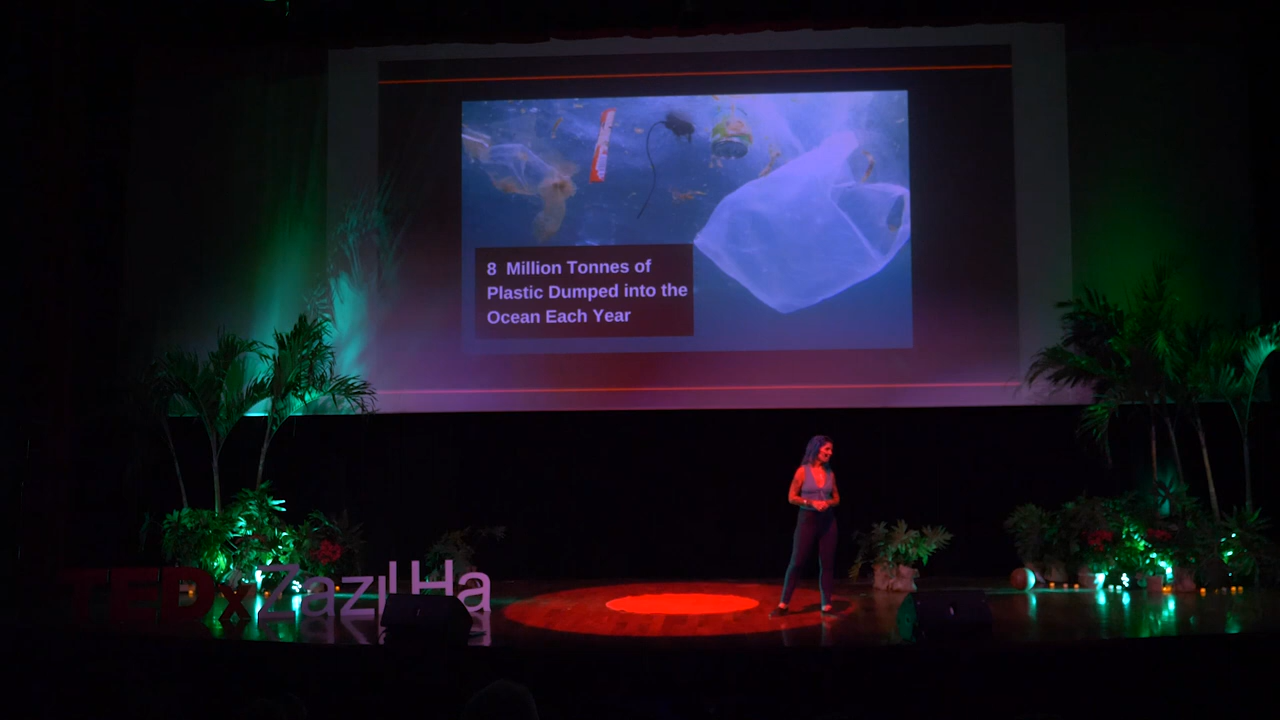 8 Million Tonnes of
Plastic Dumped into the
Ocean Each Year
TEDxZazil Ha